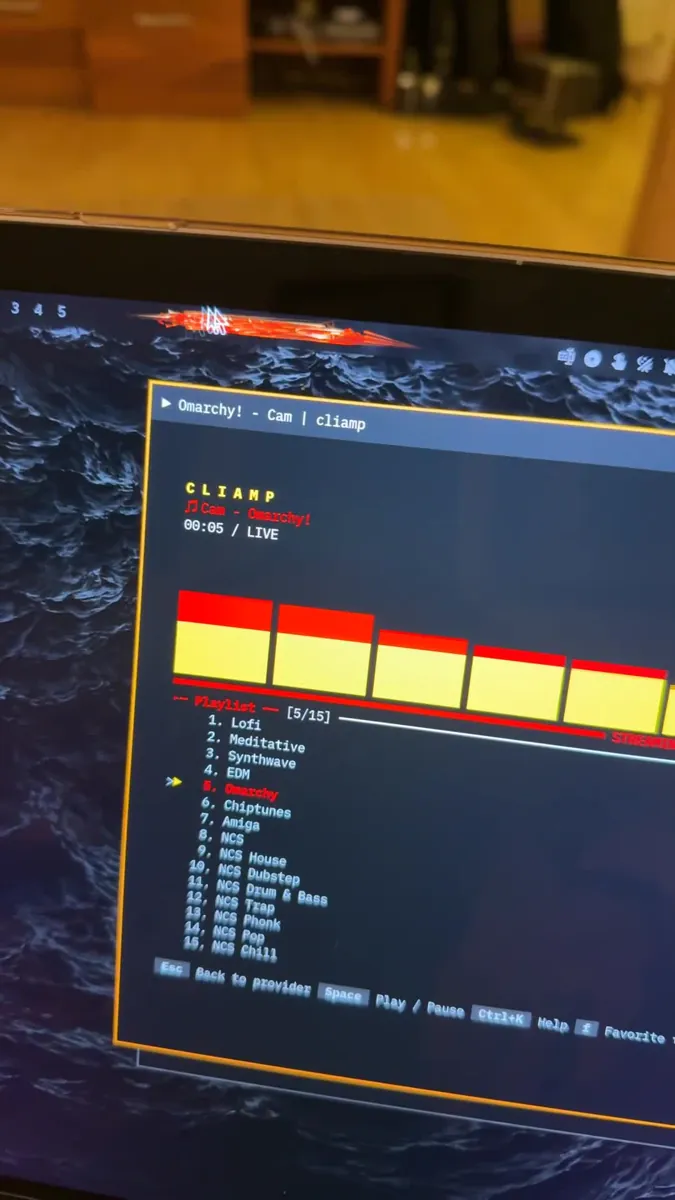 3 4 5
▶ Omarchy! - Cam | cliamp
CLIAMP
♫ Cam - Omarchy!
00:05 / LIVE
── Playlist ── [5/15]
1. Lofi
2. Meditative
3. Synthwave
4. EDM
5. Omarchy
6. Chiptunes
7. Amiga
8. NCS
9. NCS House
10. NCS Dubstep
11. NCS Drum & Bass
12. NCS Trap
13. NCS Phonk
14. NCS Pop
15. NCS Chill
Esc Back to provider Space Play / Pause Ctrl+K Help f Favorite